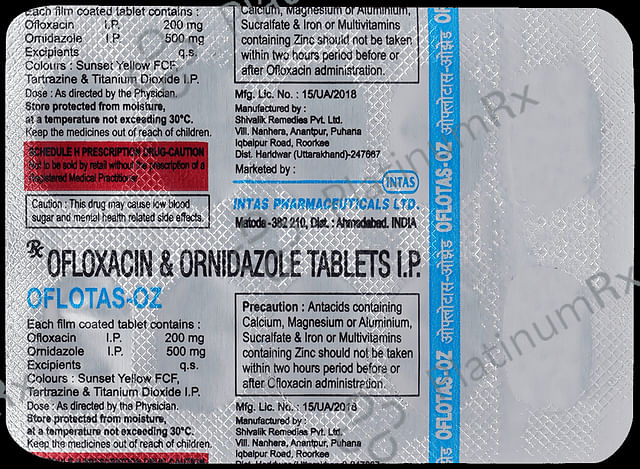 Each film coated tablet contains :
Ofloxacin I.P. 200 mg
Ornidazole I.P. 500 mg
Excipients q.s.
Colours : Sunset Yellow FCF,
Tartrazine & Titanium Dioxide I.P.
Dose : As directed by the Physician.
Store protected from moisture,
at a temperature not exceeding 30°C.
Keep the medicines out of reach of children.
SCHEDULE H PRESCRIPTION DRUG-CAUTION
Not to be sold by retail without the prescription of a
Registered Medical Practitioner
Caution : This drug may cause low blood
sugar and mental health related side effects.
Calcium, Magnesium or Aluminium,
Sucralfate & Iron or Multivitamins
containing Zinc should not be taken
within two hours period before or
after Ofloxacin administration.
Mfg. Lic. No. : 15/UA/2018
Manufactured by :
Shivalik Remedies Pvt. Ltd.
Vill. Nanhera, Anantpur, Puhana
Iqbalpur Road, Roorkee
Dist. Haridwar (Uttarakhand)-247667
Marketed by :
INTAS
INTAS PHARMACEUTICALS LTD.
Matoda-382 210, Dist. : Ahmedabad. INDIA
Rx OFLOXACIN & ORNIDAZOLE TABLETS I.P.
OFLOTAS-OZ
Each film coated tablet contains :
Ofloxacin I.P. 200 mg
Ornidazole I.P. 500 mg
Excipients q.s.
Colours : Sunset Yellow FCF,
Tartrazine & Titanium Dioxide I.P.
Dose : As directed by the Physician.
Store protected from moisture,
at a temperature not exceeding 30°C.
Keep the medicines out of reach of children.
Precaution : Antacids containing
Calcium, Magnesium or Aluminium,
Sucralfate & Iron or Multivitamins
containing Zinc should not be taken
within two hours period before or
after Ofloxacin administration.
Mfg. Lic. No. : 15/UA/2018
Manufactured by :
Shivalik Remedies Pvt. Ltd.
Vill. Nanhera, Anantpur, Puhana
Iqbalpur Road, Roorkee
Dist. Haridwar (Uttarakhand)-247667
OFLOTAS-OZ ओफ्लोटास-ओझेड OFLOTAS-OZ ओफ्लोटास-ओझेड
PlatinumRx
PlatinumRx